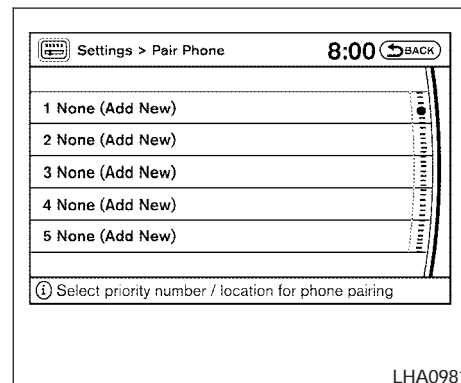 Settings > Pair Phone 8:00 BACK
1 None (Add New)
2 None (Add New)
3 None (Add New)
4 None (Add New)
5 None (Add New)
i Select priority number / location for phone pairing
LHA0981